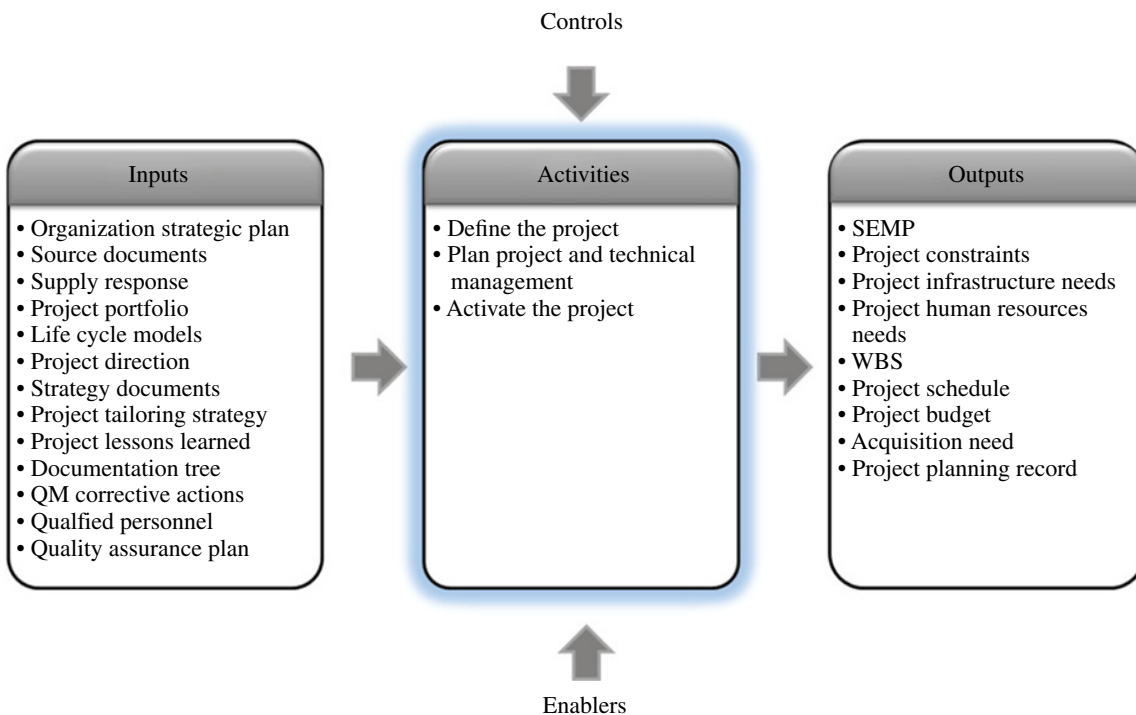 Controls
Inputs
• Organization strategic plan
• Source documents
• Supply response
• Project portfolio
• Life cycle models
• Project direction
• Strategy documents
• Project tailoring strategy
• Project lessons learned
• Documentation tree
• QM corrective actions
• Qualfied personnel
• Quality assurance plan
Activities
• Define the project
• Plan project and technical
management
• Activate the project
Outputs
• SEMP
• Project constraints
• Project infrastructure needs
• Project human resources
needs
• WBS
• Project schedule
• Project budget
• Acquisition need
• Project planning record
Enablers